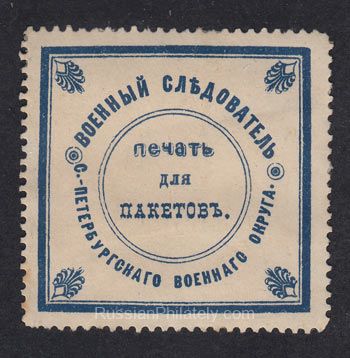 ВОЕННЫЙ СЛѢДОВАТЕЛЬ
С.-ПЕТЕРБУРГСКАГО ВОЕННАГО ОКРУГА.
печать
для
ПАКЕТОВЪ.
RussianPhilately.com